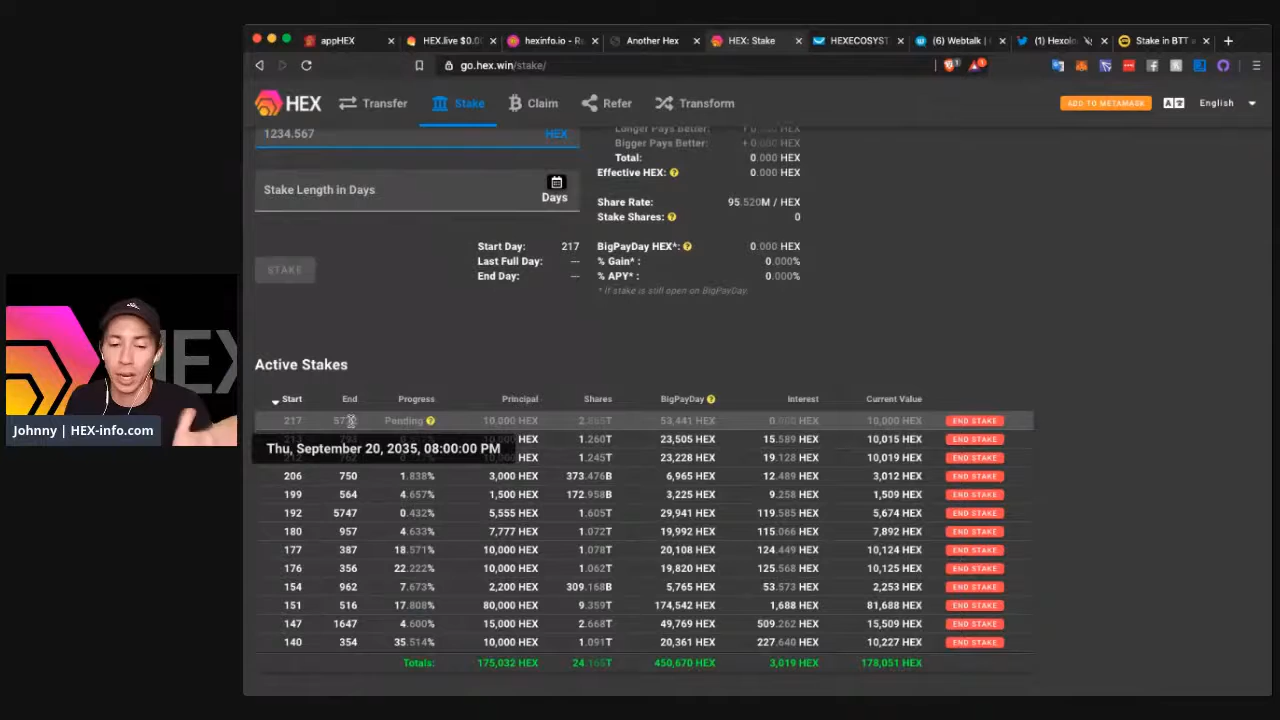 appHEX × HEX.live $0.0 × hexinfo.io - R × Another Hex × HEX: Stake × HEXECOSYST × (6) Webtalk | × (1) Hexolo × Stake in BTT × +
go.hex.win/stake/
HEX Transfer Stake Claim Refer Transform ADD TO METAMASK English
Longer Pays Better: + 0.000 HEX
1234.567 HEX Bigger Pays Better: + 0.000 HEX
Total: 0.000 HEX
Effective HEX: ? 0.000 HEX
Stake Length in Days Days
Share Rate: 95.520M / HEX
Stake Shares: ? 0
Start Day: 217 BigPayDay HEX*: ? 0.000 HEX
Last Full Day: --- % Gain* : 0.000%
STAKE End Day: --- % APY* : 0.000%
* If stake is still open on BigPayDay.
Active Stakes
Start End Progress Principal Shares BigPayDay ? Interest Current Value
217 Pending ? 10,000 HEX 53,441 HEX 0.000 HEX 10,000 HEX END STAKE
1.260T 23,505 HEX 15.589 HEX 10,015 HEX END STAKE
Thu, September 20, 2035, 08:00:00 PM
1.245T 23,228 HEX 19.128 HEX 10,019 HEX END STAKE
206 750 1.838% 3,000 HEX 373.476B 6,965 HEX 12.489 HEX 3,012 HEX END STAKE
199 564 4.657% 1,500 HEX 172.958B 3,225 HEX 9.258 HEX 1,509 HEX END STAKE
192 5747 0.432% 5,555 HEX 1.605T 29,941 HEX 119.585 HEX 5,674 HEX END STAKE
180 957 4.633% 7,777 HEX 1.072T 19,992 HEX 115.066 HEX 7,892 HEX END STAKE
177 387 18.571% 10,000 HEX 1.078T 20,108 HEX 124.449 HEX 10,124 HEX END STAKE
176 356 22.222% 10,000 HEX 1.062T 19,820 HEX 125.568 HEX 10,125 HEX END STAKE
154 962 7.673% 2,200 HEX 309.168B 5,765 HEX 53.573 HEX 2,253 HEX END STAKE
151 516 17.808% 80,000 HEX 9.359T 174,542 HEX 1,688 HEX 81,688 HEX END STAKE
147 1647 4.600% 15,000 HEX 2.668T 49,769 HEX 509.262 HEX 15,509 HEX END STAKE
140 354 35.514% 10,000 HEX 1.091T 20,361 HEX 227.640 HEX 10,227 HEX END STAKE
Totals: 175,032 HEX 24.165T 450,670 HEX 3,019 HEX 178,051 HEX
HEX
Johnny | HEX-info.com